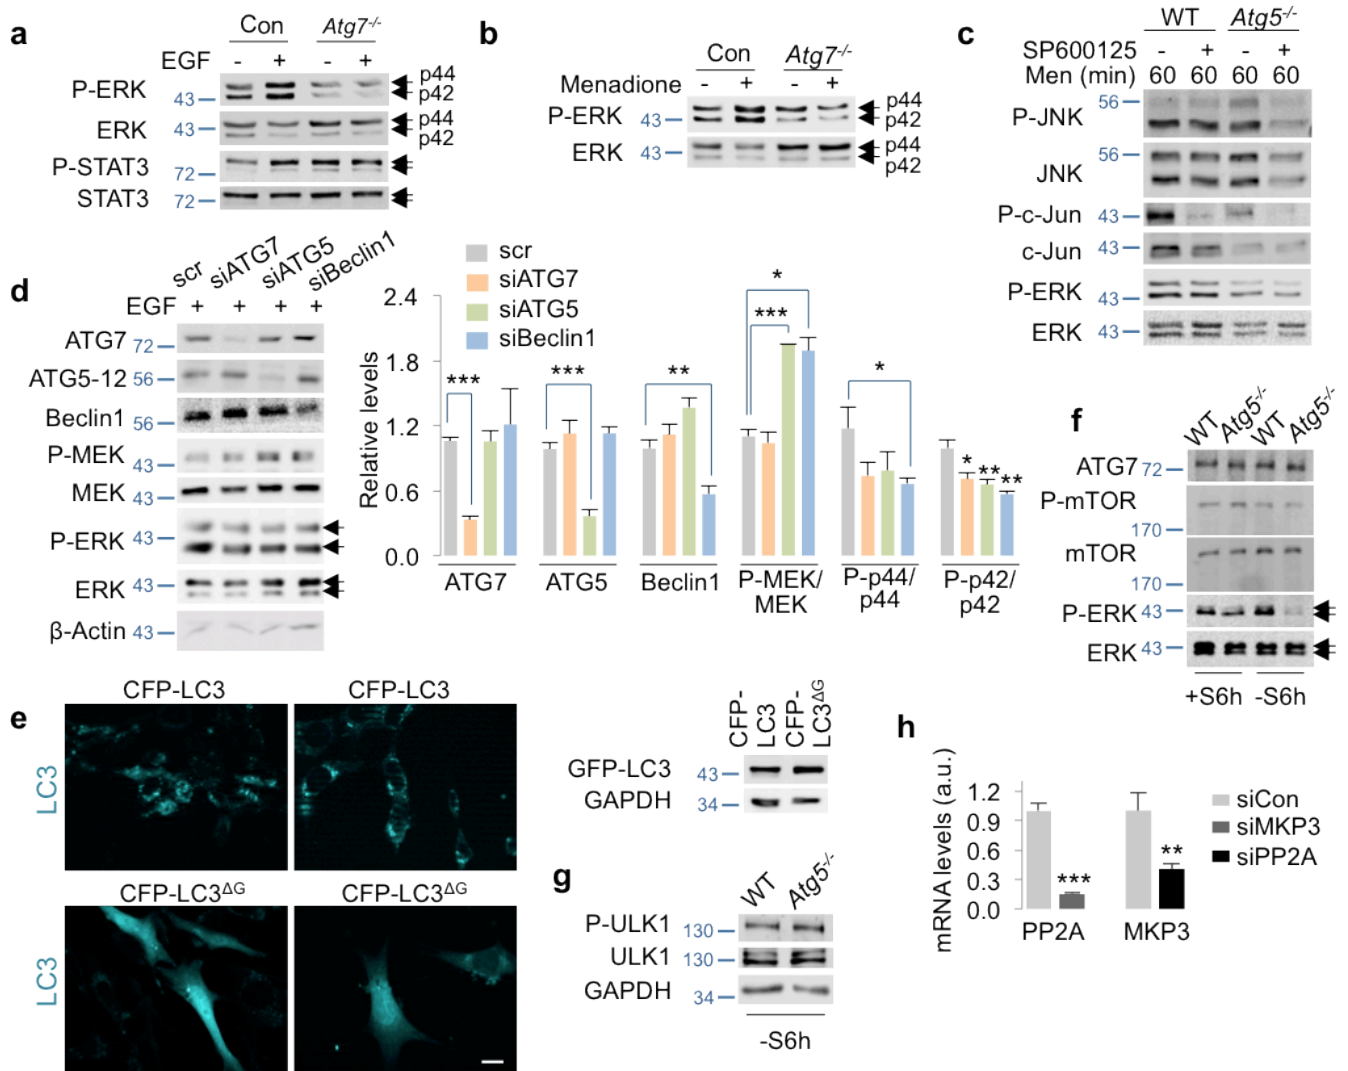 a
Con Atg7-/-
EGF - + - +
P-ERK 43 p44 p42
ERK 43 p44 p42
P-STAT3 72
STAT3 72
b
Con Atg7-/-
Menadione - + - +
P-ERK 43 p44 p42
ERK 43 p44 p42
c
WT Atg5-/-
SP600125 - + - +
Men (min) 60 60 60 60
P-JNK 56
JNK 56
P-c-Jun 43
c-Jun 43
P-ERK 43
ERK 43
d
scr siATG7 siATG5 siBeclin1
EGF + + + +
ATG7 72
ATG5-12 56
Beclin1 56
P-MEK 43
MEK 43
P-ERK 43
ERK 43
β-Actin 43
scr
siATG7
siATG5
siBeclin1
Relative levels
2.4
1.8
1.2
0.6
0.0
*** *** ** *** * * * ** **
ATG7 ATG5 Beclin1 P-MEK/MEK P-p44/p44 P-p42/p42
e
CFP-LC3 CFP-LC3
LC3
CFP-LC3ΔG CFP-LC3ΔG
LC3
CFP-LC3 CFP-LC3ΔG
GFP-LC3 43
GAPDH 34
f
WT Atg5-/- WT Atg5-/-
ATG7 72
P-mTOR
170
mTOR
170
P-ERK 43
ERK 43
+S6h -S6h
g
WT Atg5-/-
P-ULK1 130
ULK1 130
GAPDH 34
-S6h
h
mRNA levels (a.u.)
1.2
0.9
0.6
0.3
0.0
*** **
PP2A MKP3
siCon
siMKP3
siPP2A